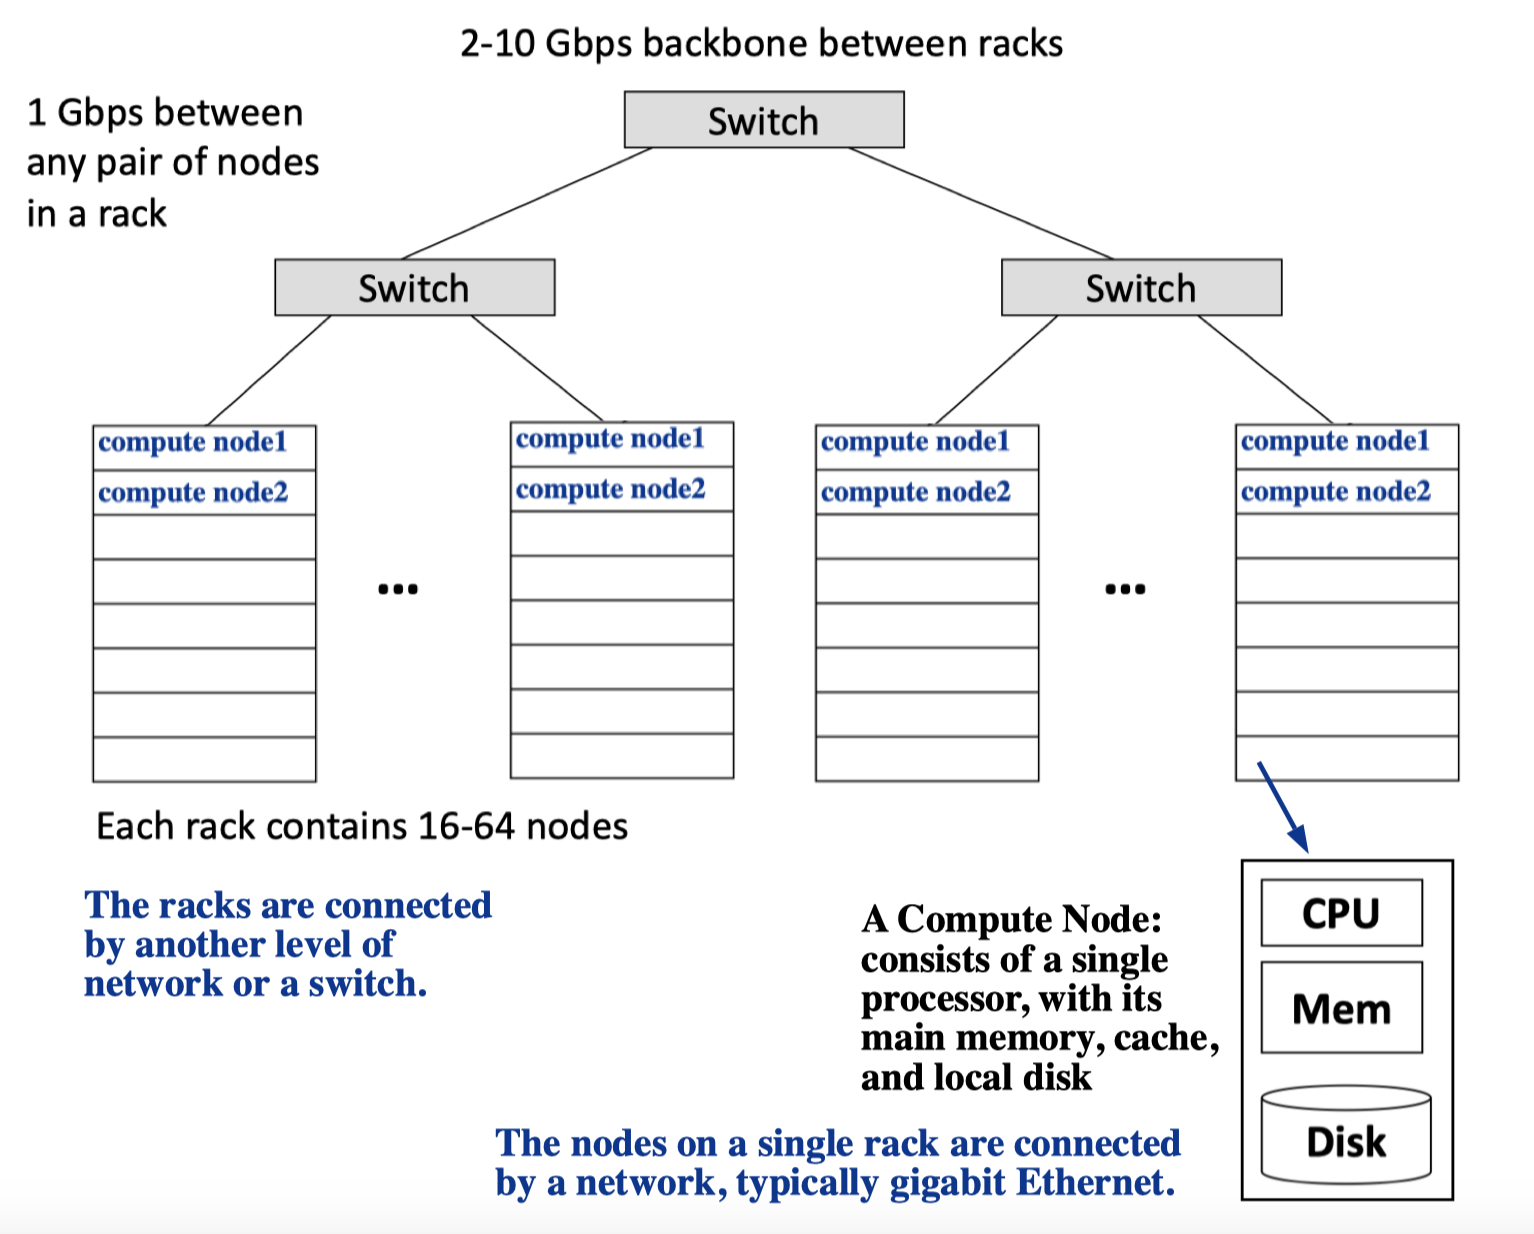 2-10 Gbps backbone between racks
1 Gbps between
any pair of nodes
in a rack
Switch
Switch
Switch
compute node1
compute node2
compute node1
compute node2
compute node1
compute node2
compute node1
compute node2
...
...
Each rack contains 16-64 nodes
The racks are connected
by another level of
network or a switch.
A Compute Node:
consists of a single
processor, with its
main memory, cache,
and local disk
CPU
Mem
Disk
The nodes on a single rack are connected
by a network, typically gigabit Ethernet.